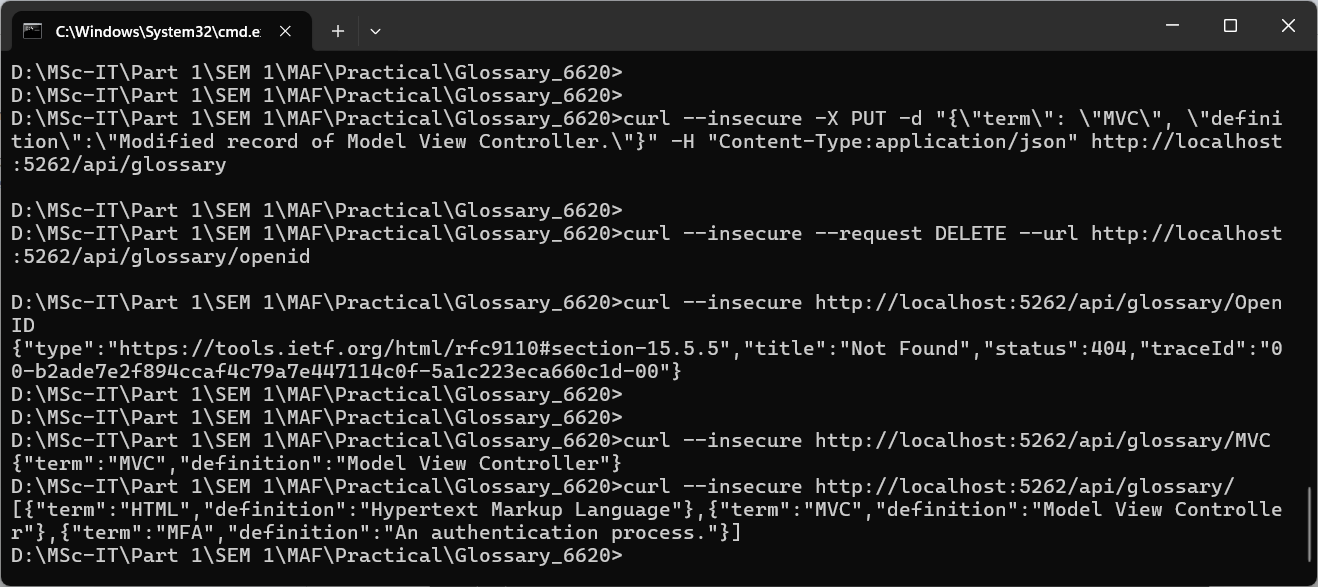 C:\Windows\System32\cmd.e
D:\MSc-IT\Part 1\SEM 1\MAF\Practical\Glossary_6620>
D:\MSc-IT\Part 1\SEM 1\MAF\Practical\Glossary_6620>
D:\MSc-IT\Part 1\SEM 1\MAF\Practical\Glossary_6620>curl --insecure -X PUT -d "{\"term\": \"MVC\", \"defini
tion\":\"Modified record of Model View Controller.\"}" -H "Content-Type:application/json" http://localhost
:5262/api/glossary
D:\MSc-IT\Part 1\SEM 1\MAF\Practical\Glossary_6620>
D:\MSc-IT\Part 1\SEM 1\MAF\Practical\Glossary_6620>curl --insecure --request DELETE --url http://localhost
:5262/api/glossary/openid
D:\MSc-IT\Part 1\SEM 1\MAF\Practical\Glossary_6620>curl --insecure http://localhost:5262/api/glossary/Open
ID
{"type":"https://tools.ietf.org/html/rfc9110#section-15.5.5","title":"Not Found","status":404,"traceId":"0
0-b2ade7e2f894ccaf4c79a7e447114c0f-5a1c223eca660c1d-00"}
D:\MSc-IT\Part 1\SEM 1\MAF\Practical\Glossary_6620>
D:\MSc-IT\Part 1\SEM 1\MAF\Practical\Glossary_6620>
D:\MSc-IT\Part 1\SEM 1\MAF\Practical\Glossary_6620>curl --insecure http://localhost:5262/api/glossary/MVC
{"term":"MVC","definition":"Model View Controller"}
D:\MSc-IT\Part 1\SEM 1\MAF\Practical\Glossary_6620>curl --insecure http://localhost:5262/api/glossary/
[{"term":"HTML","definition":"Hypertext Markup Language"},{"term":"MVC","definition":"Model View Controlle
r"},{"term":"MFA","definition":"An authentication process."}]
D:\MSc-IT\Part 1\SEM 1\MAF\Practical\Glossary_6620>